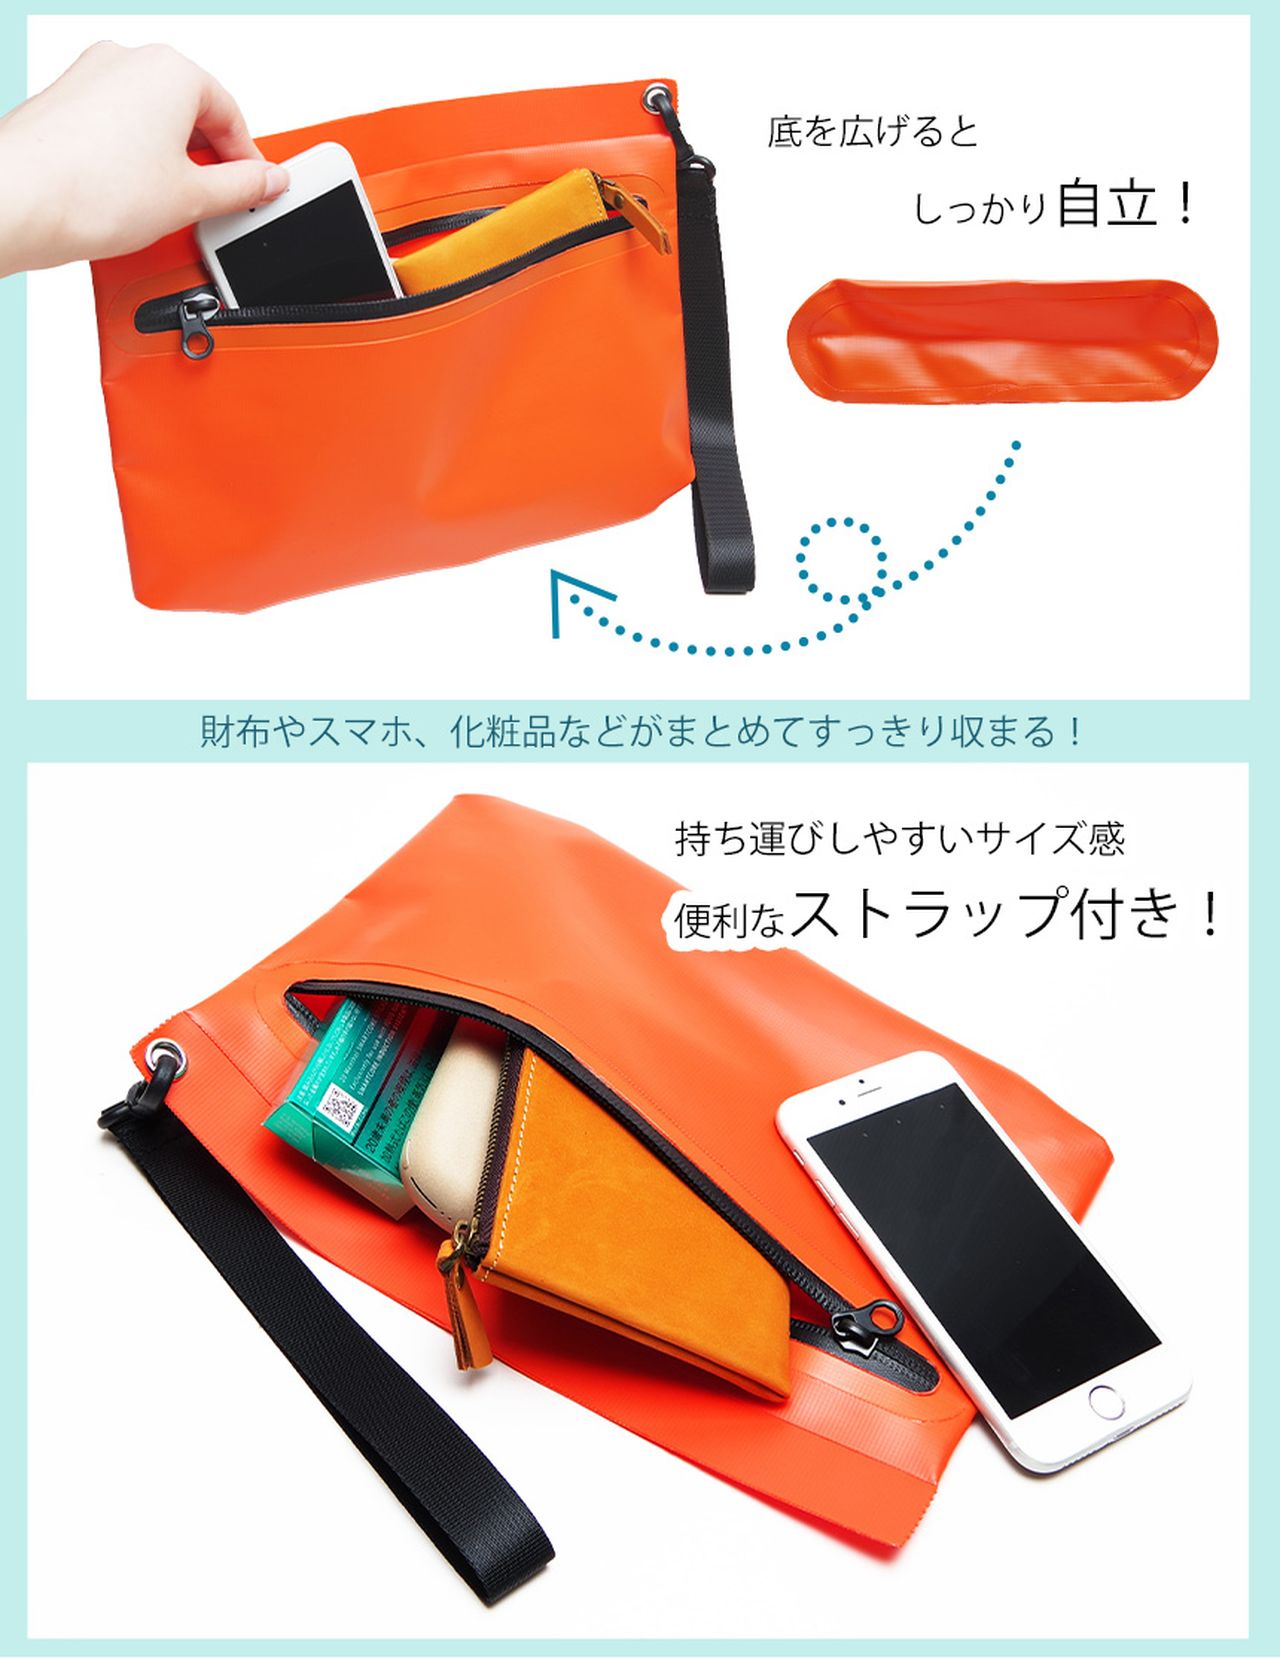 底を広げると
しっかり自立！
財布やスマホ、化粧品などがまとめてすっきり収まる！
持ち運びしやすいサイズ感
便利なストラップ付き！